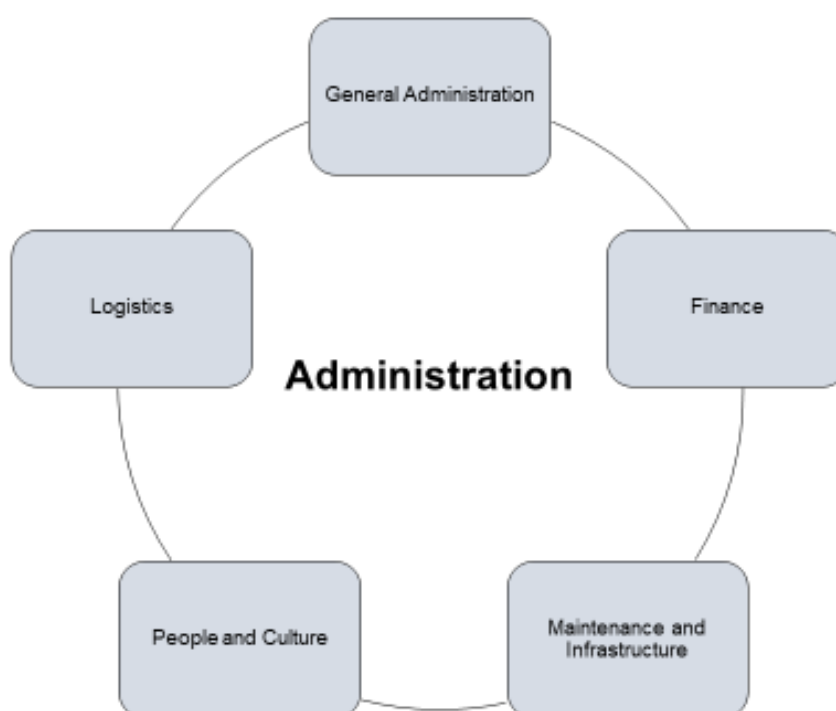 General Administration
Logistics
Finance
Administration
People and Culture
Maintenance and
Infrastructure